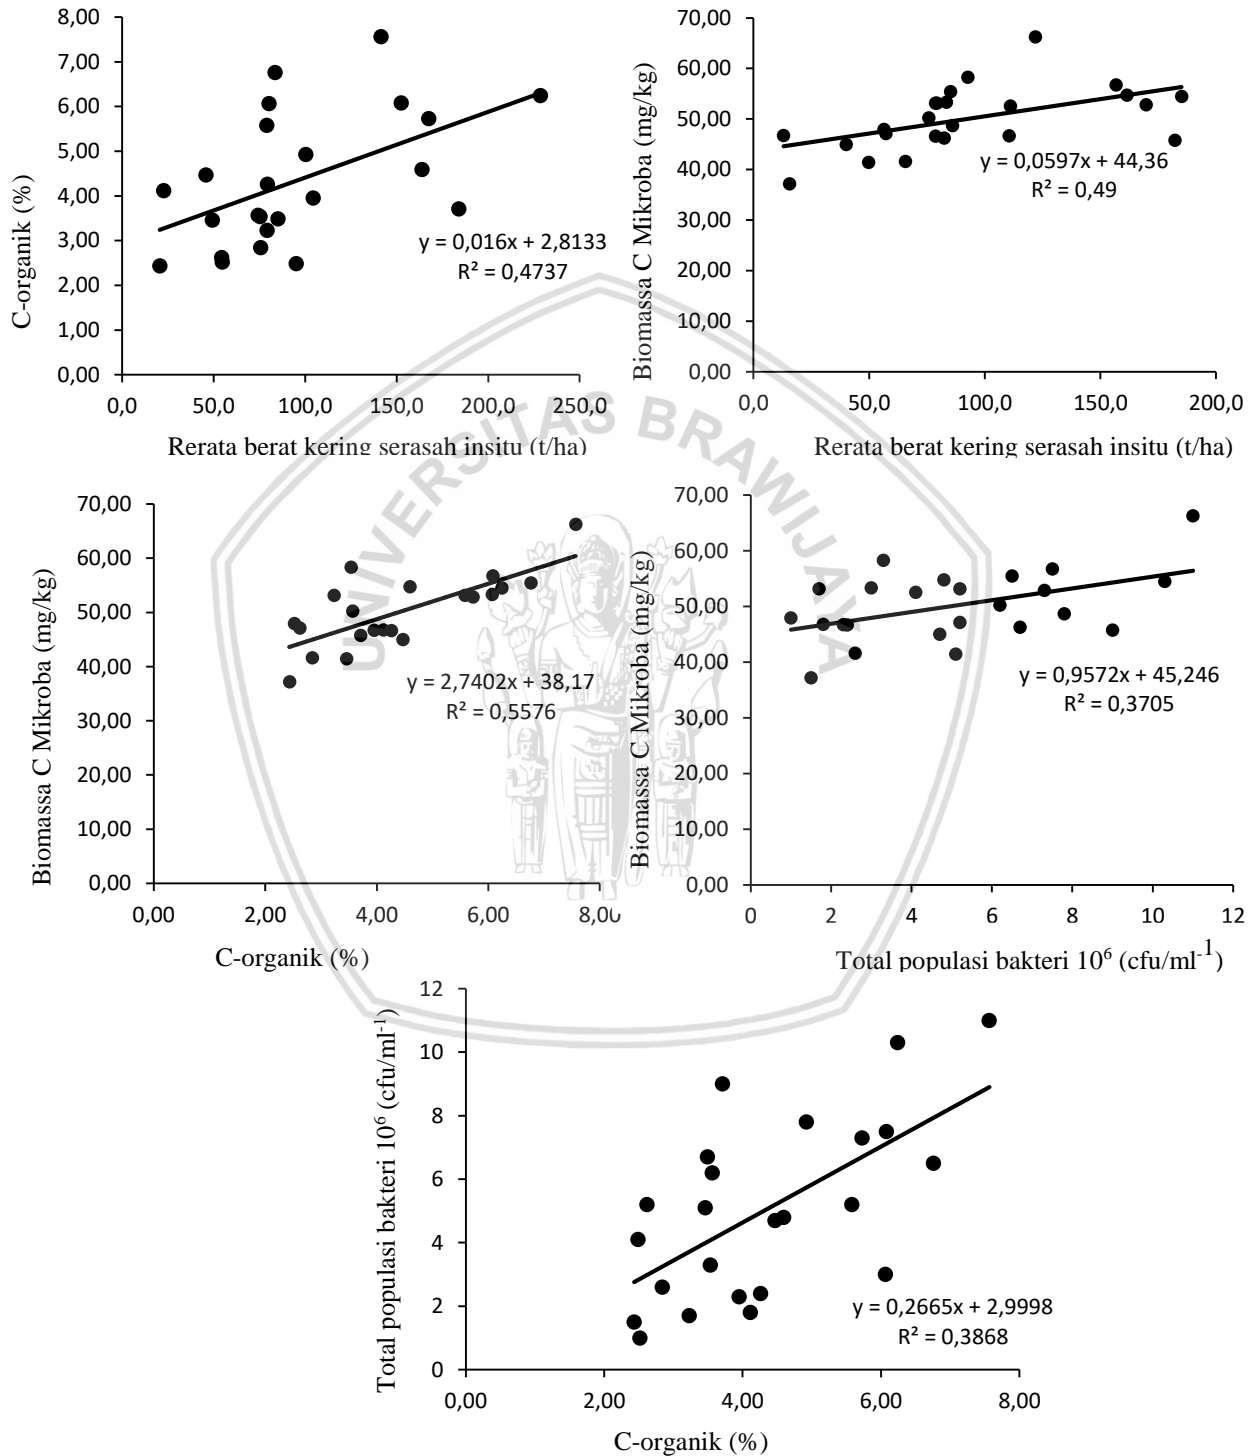 8,00
7,00
6,00
5,00
4,00
3,00
2,00
1,00
0,00
C-organik (%)
y = 0,016x + 2,8133
R² = 0,4737
0,0 50,0 100,0 150,0 200,0 250,0
Rerata berat kering serasah insitu (t/ha)
70,00
60,00
50,00
40,00
30,00
20,00
10,00
0,00
Biomassa C Mikroba (mg/kg)
y = 0,0597x + 44,36
R² = 0,49
0,0 50,0 100,0 150,0 200,0
Rerata berat kering serasah insitu (t/ha)
UNIVERSITAS BRAWIJAYA
70,00
60,00
50,00
40,00
30,00
20,00
10,00
0,00
Biomassa C Mikroba (mg/kg)
y = 2,7402x + 38,17
R² = 0,5576
0,00 2,00 4,00 6,00 8,00
C-organik (%)
70,00
60,00
50,00
40,00
30,00
20,00
10,00
0,00
Biomassa C Mikroba (mg/kg)
y = 0,9572x + 45,246
R² = 0,3705
0 2 4 6 8 10 12
Total populasi bakteri 10⁶ (cfu/ml⁻¹)
12
10
8
6
4
2
0
Total populasi bakteri 10⁶ (cfu/ml⁻¹)
y = 0,2665x + 2,9998
R² = 0,3868
0,00 2,00 4,00 6,00 8,00
C-organik (%)